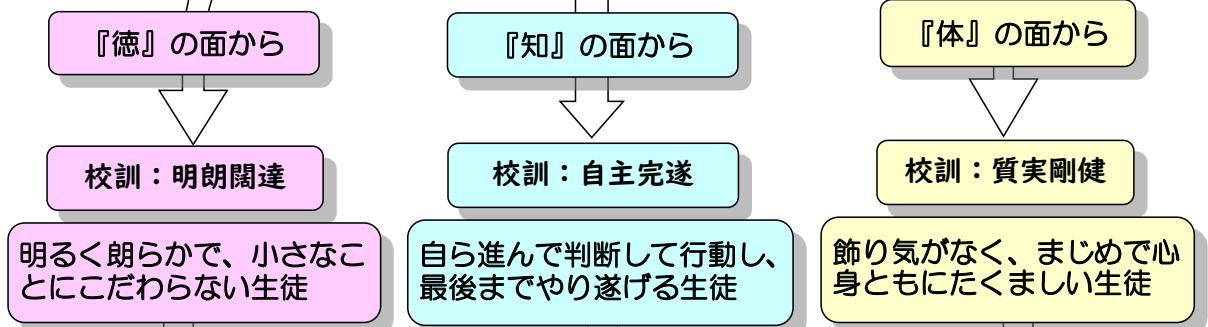 『徳』の面から
校訓：明朗闊達
明るく朗らかで、小さなこ
とにこだわらない生徒
『知』の面から
校訓：自主完遂
自ら進んで判断して行動し、
最後までやり遂げる生徒
『体』の面から
校訓：質実剛健
飾り気がなく、まじめで心
身ともにたくましい生徒